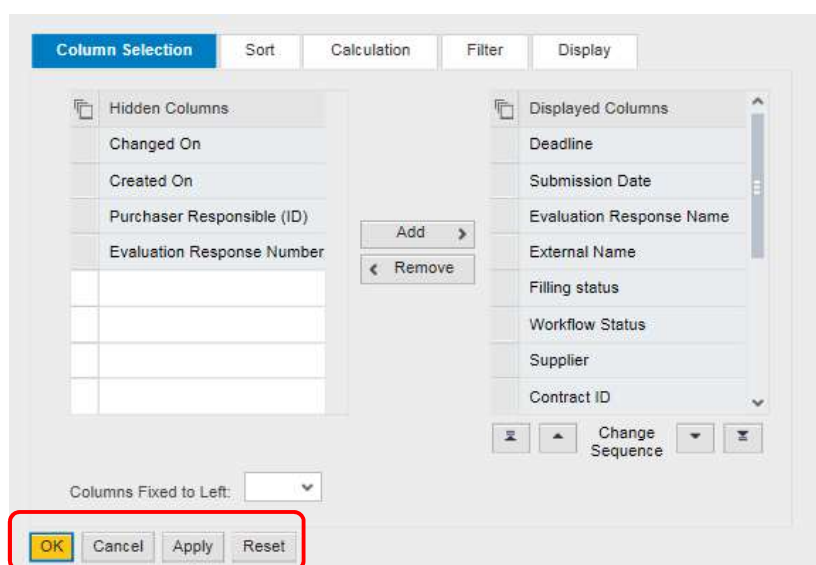 Column Selection
Sort
Calculation
Filter
Display
Hidden Columns
Changed On
Created On
Purchaser Responsible (ID)
Evaluation Response Number
Add
Remove
Displayed Columns
Deadline
Submission Date
Evaluation Response Name
External Name
Filling status
Workflow Status
Supplier
Contract ID
Change
Sequence
Columns Fixed to Left:
OK
Cancel
Apply
Reset